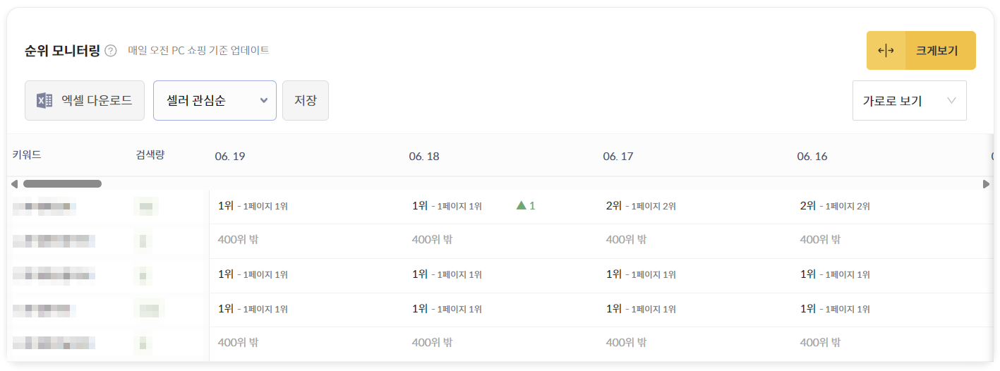 순위 모니터링 ? 매일 오전 PC 쇼핑 기준 업데이트
크게보기
엑셀 다운로드 셀러 관심순 저장 가로로 보기
키워드 검색량 06. 19 06. 18 06. 17 06. 16
1위 - 1페이지 1위 1위 - 1페이지 1위 ▲ 1 2위 - 1페이지 2위 2위 - 1페이지 2위
400위 밖 400위 밖 400위 밖 400위 밖
1위 - 1페이지 1위 1위 - 1페이지 1위 1위 - 1페이지 1위 1위 - 1페이지 1위
1위 - 1페이지 1위 1위 - 1페이지 1위 1위 - 1페이지 1위 1위 - 1페이지 1위
400위 밖 400위 밖 400위 밖 400위 밖